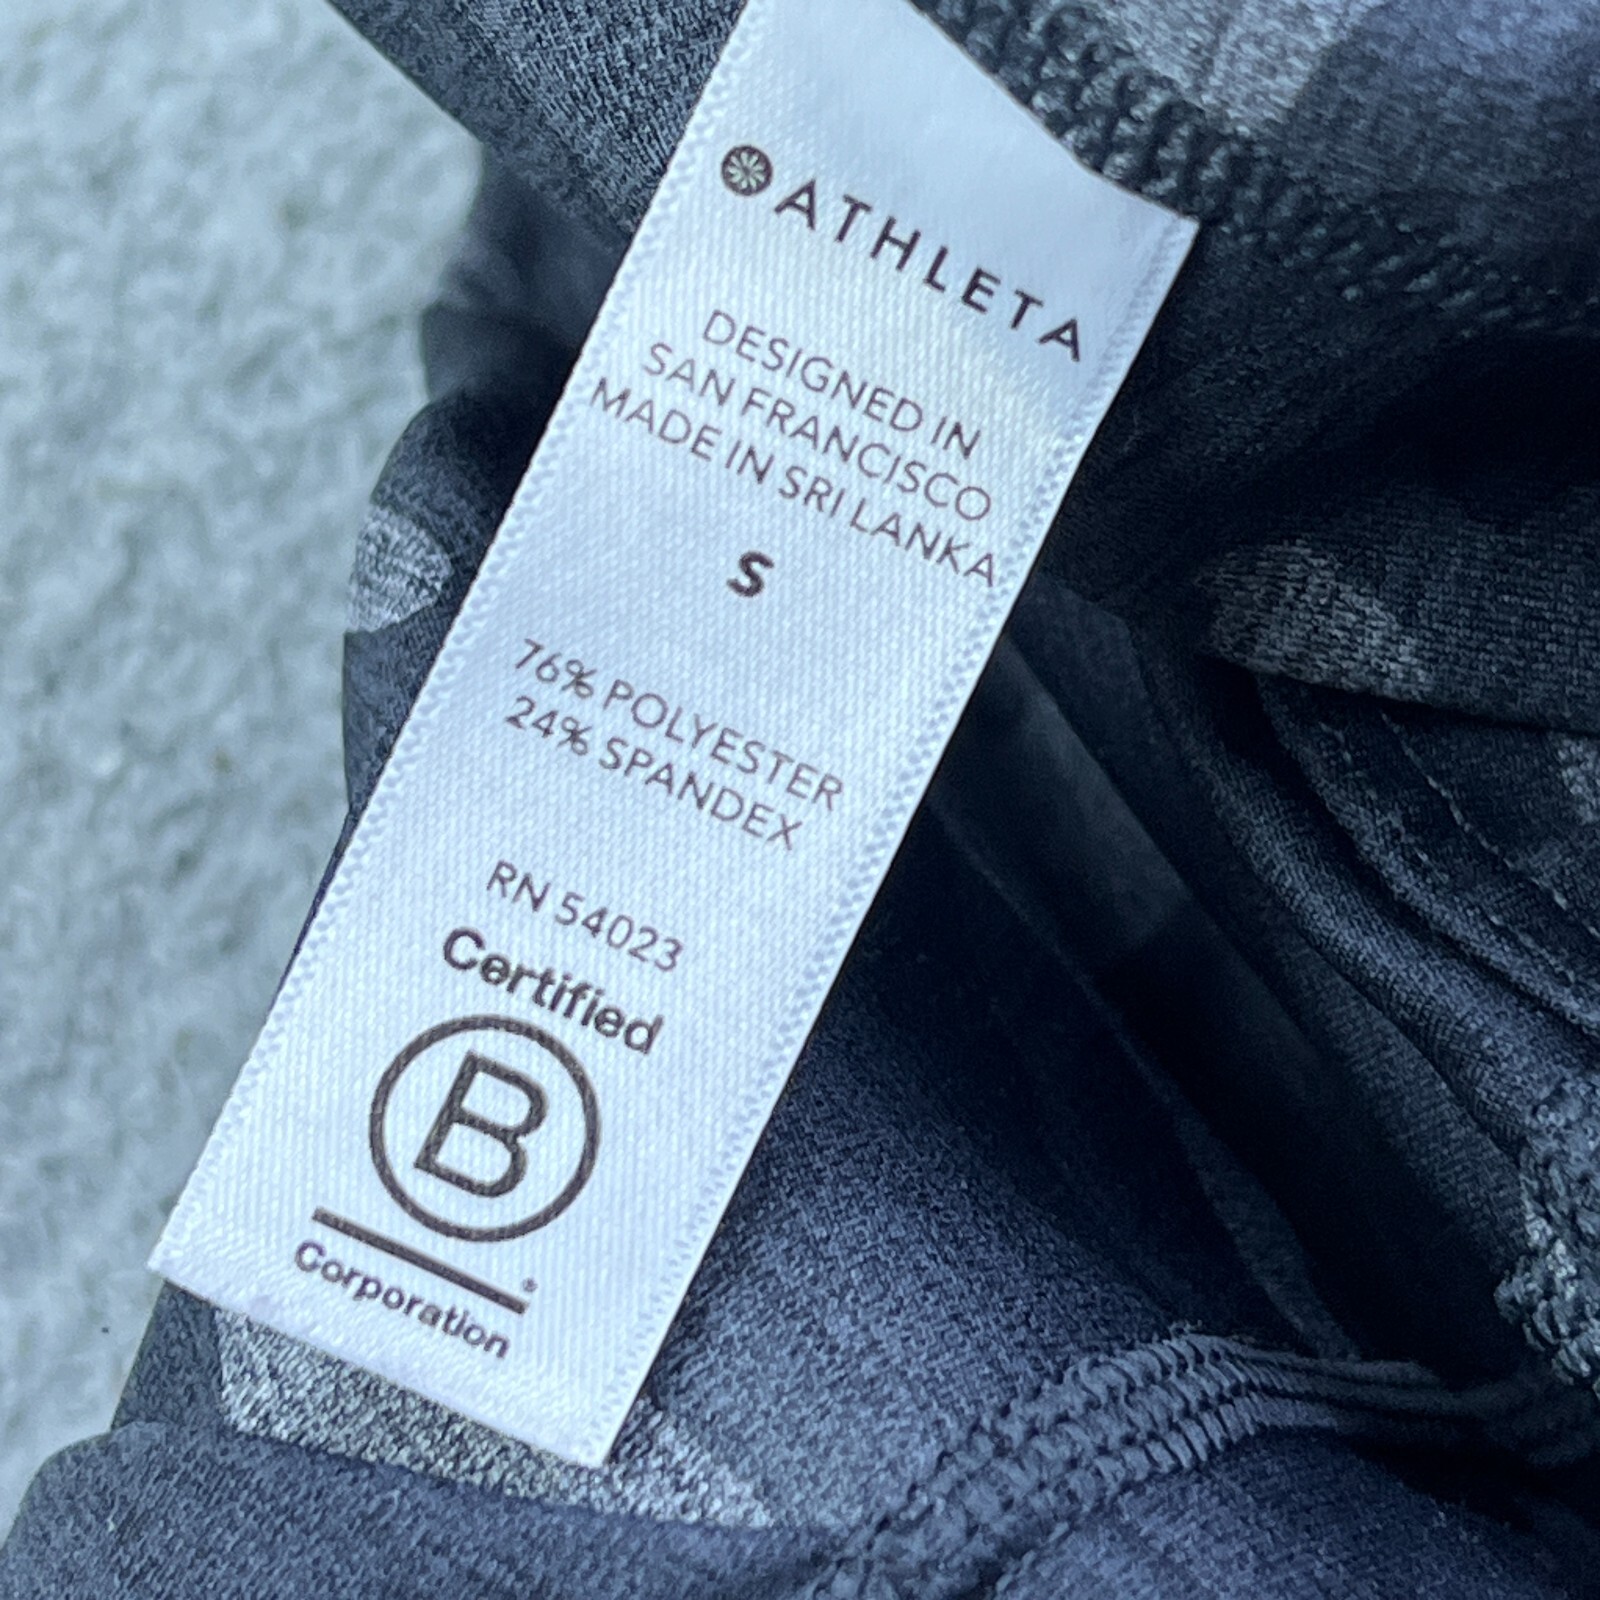 ATHLETA
DESIGNED IN
SAN FRANCISCO
MADE IN SRI LANKA
S
76% POLYESTER
24% SPANDEX
RN 54023
Certified
B
®
Corporation